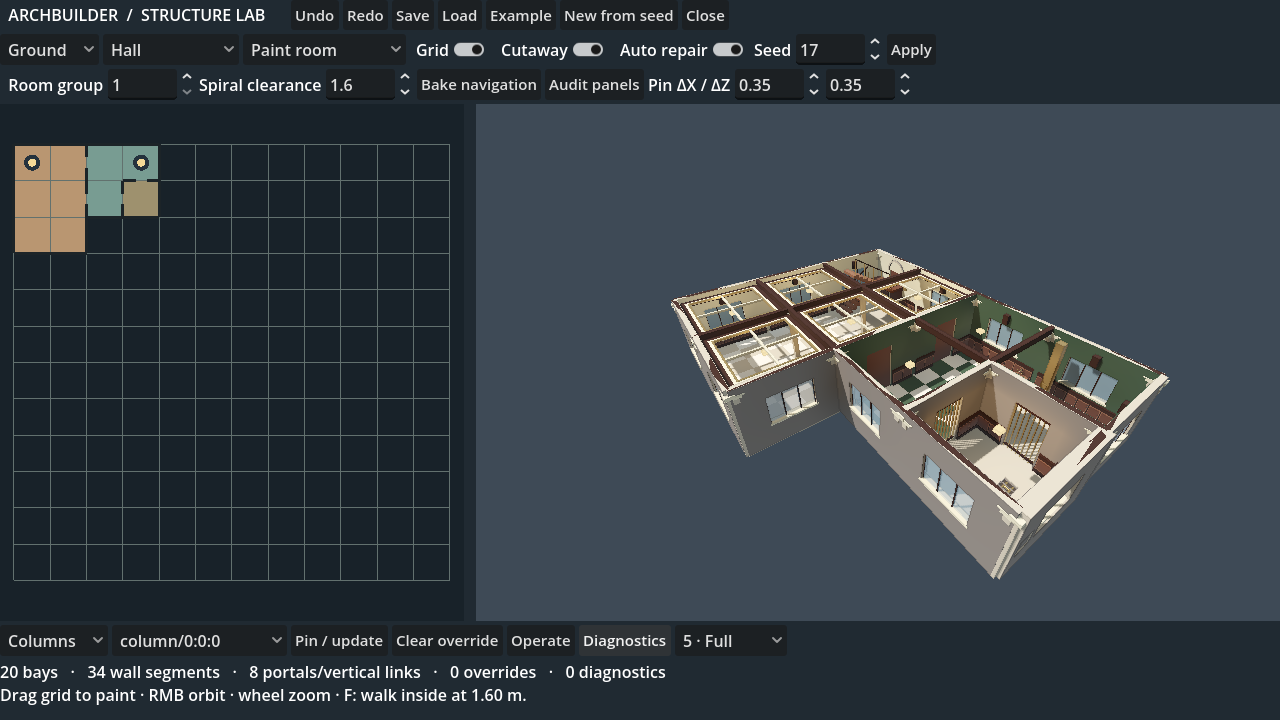 ARCHBUILDER / STRUCTURE LAB Undo Redo Save Load Example New from seed Close
Ground Hall Paint room Grid Cutaway Auto repair Seed 17 Apply
Room group 1 Spiral clearance 1.6 Bake navigation Audit panels Pin ΔX / ΔZ 0.35 0.35
Columns column/0:0:0 Pin / update Clear override Operate Diagnostics 5 · Full
20 bays · 34 wall segments · 8 portals/vertical links · 0 overrides · 0 diagnostics
Drag grid to paint · RMB orbit · wheel zoom · F: walk inside at 1.60 m.